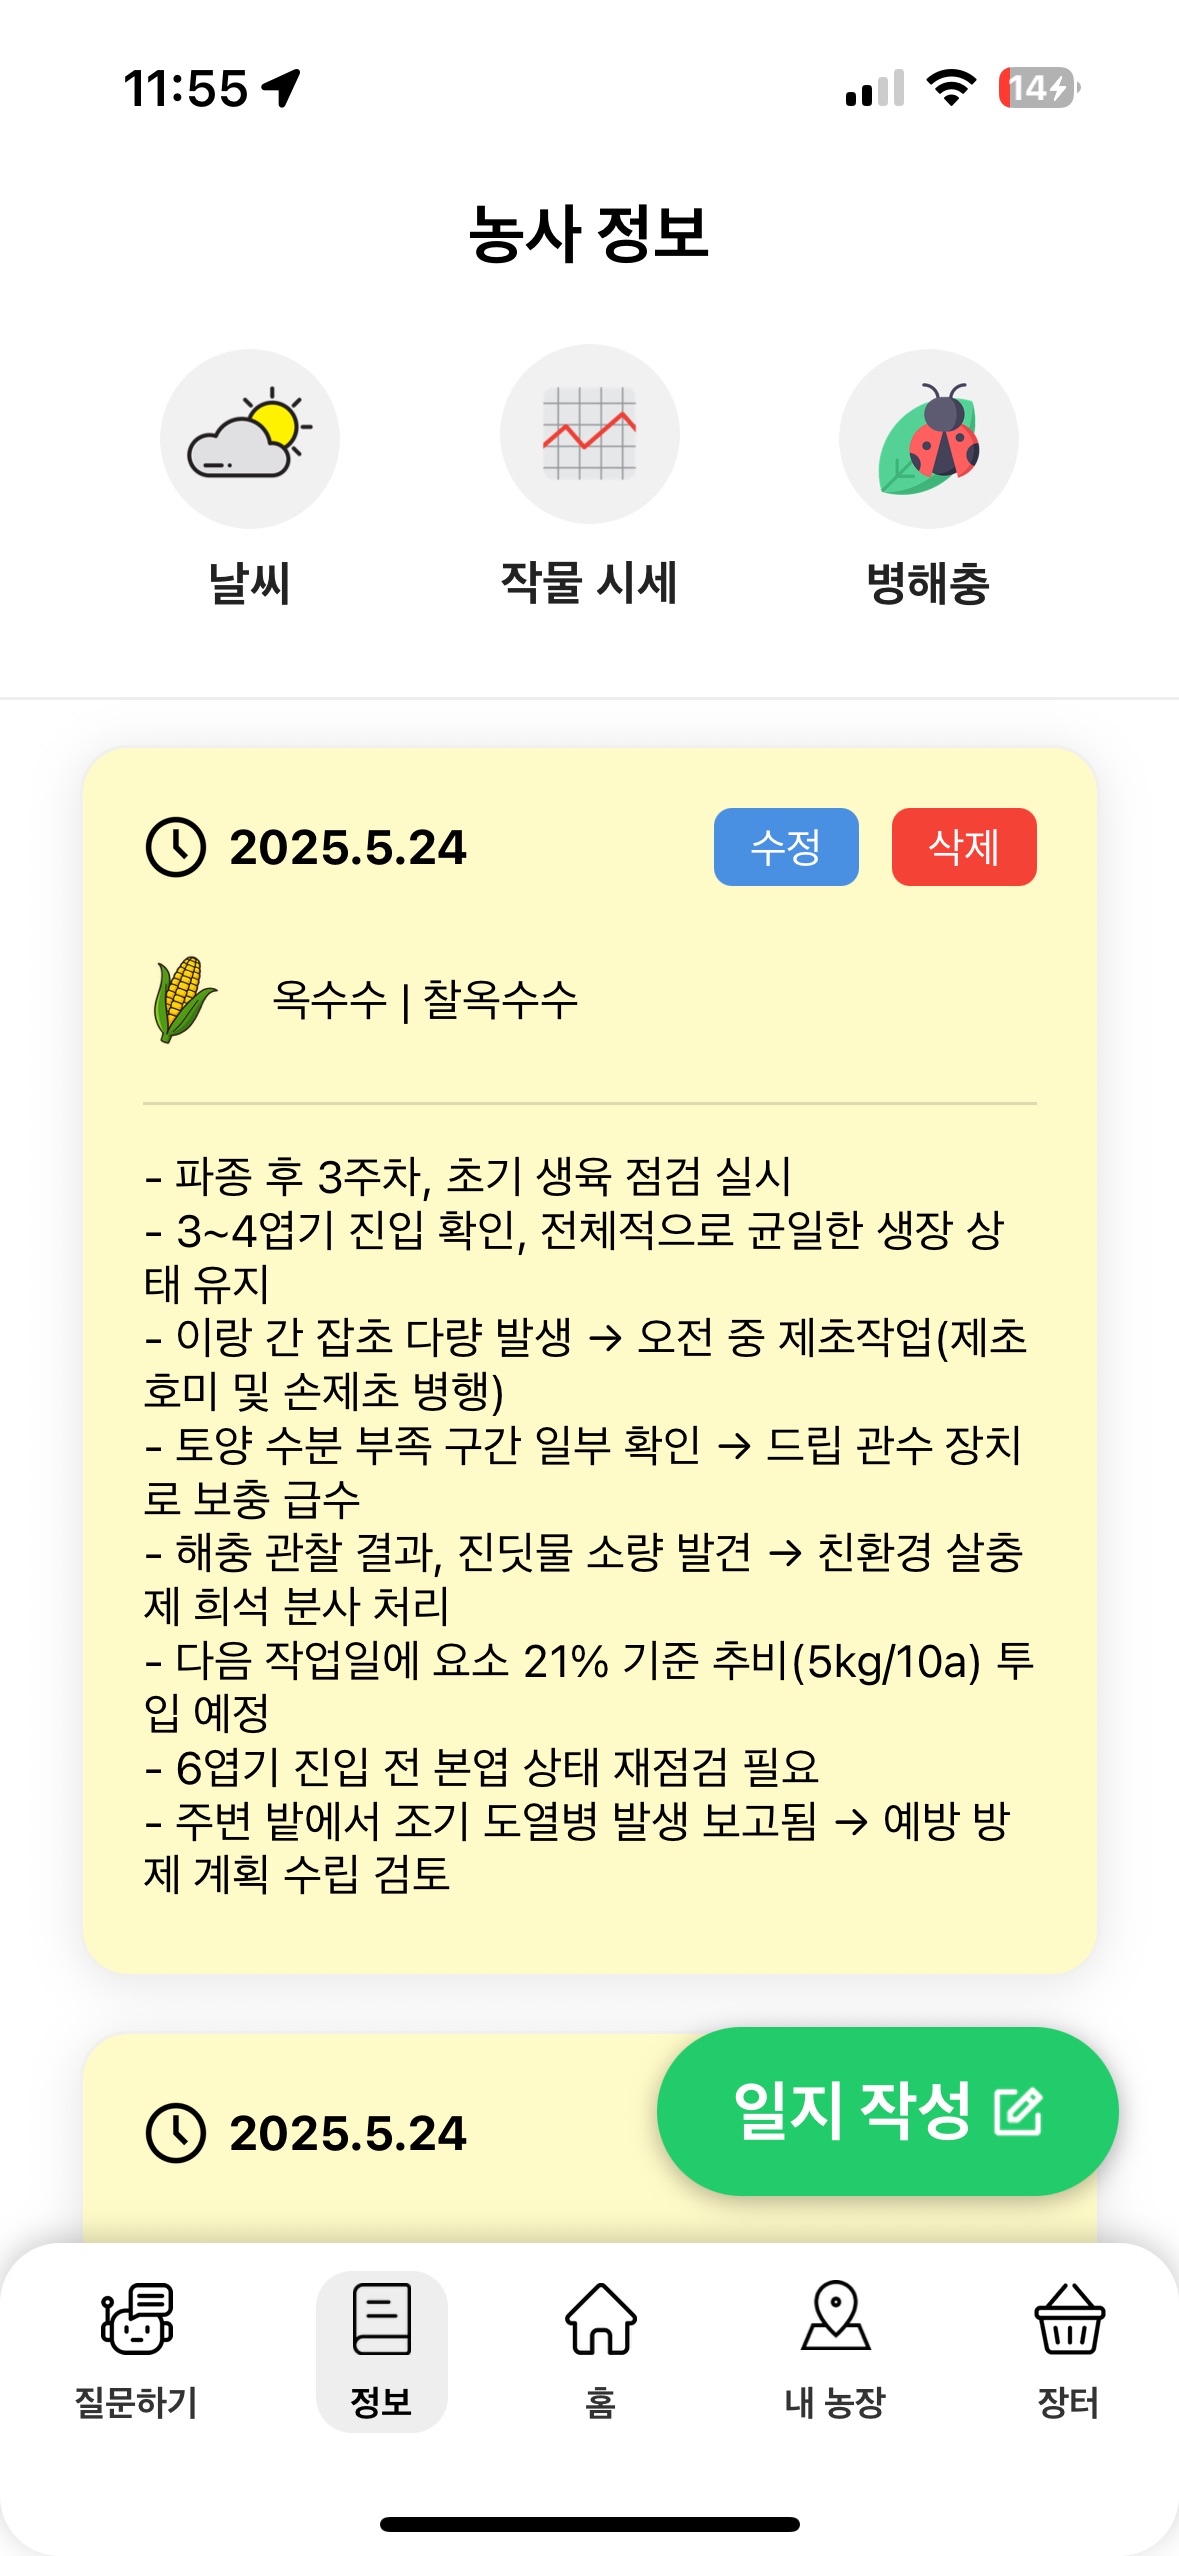 11:55
14
농사 정보
날씨
작물 시세
병해충
2025.5.24
수정
삭제
옥수수 | 찰옥수수
- 파종 후 3주차, 초기 생육 점검 실시
- 3~4엽기 진입 확인, 전체적으로 균일한 생장 상
태 유지
- 이랑 간 잡초 다량 발생 → 오전 중 제초작업(제초
호미 및 손제초 병행)
- 토양 수분 부족 구간 일부 확인 → 드립 관수 장치
로 보충 급수
- 해충 관찰 결과, 진딧물 소량 발견 → 친환경 살충
제 희석 분사 처리
- 다음 작업일에 요소 21% 기준 추비(5kg/10a) 투
입 예정
- 6엽기 진입 전 본엽 상태 재점검 필요
- 주변 밭에서 조기 도열병 발생 보고됨 → 예방 방
제 계획 수립 검토
2025.5.24
일지 작성
질문하기
정보
홈
내 농장
장터